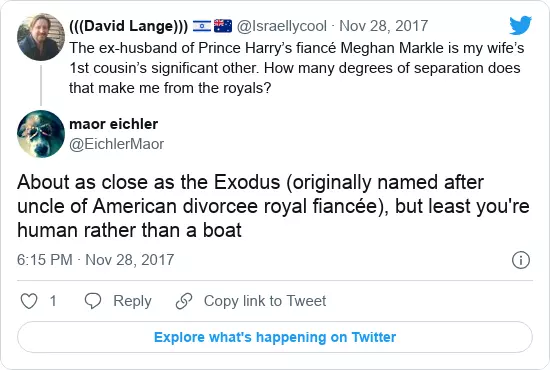 (((David Lange))) 🇮🇱 🇦🇺 @Israellycool · Nov 28, 2017
The ex-husband of Prince Harry’s fiancé Meghan Markle is my wife’s
1st cousin’s significant other. How many degrees of separation does
that make me from the royals?
maor eichler
@EichlerMaor
About as close as the Exodus (originally named after
uncle of American divorcee royal fiancée), but least you're
human rather than a boat
6:15 PM · Nov 28, 2017
1 Reply Copy link to Tweet
Explore what's happening on Twitter